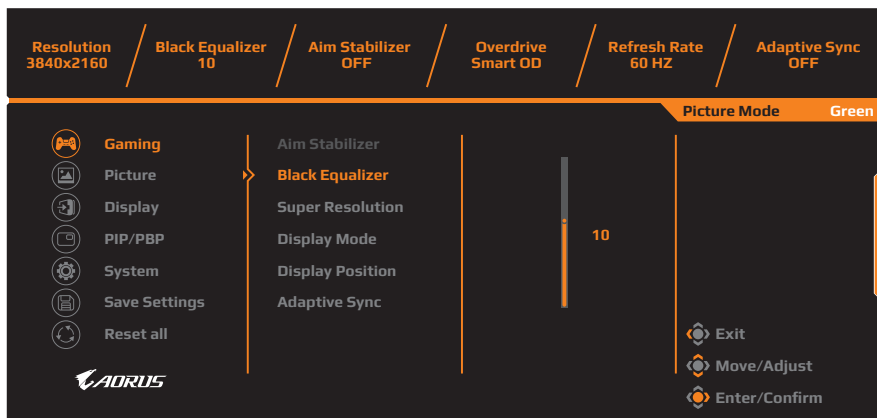 Resolution
3840x2160
Black Equalizer
10
Aim Stabilizer
OFF
Overdrive
Smart OD
Refresh Rate
60 HZ
Adaptive Sync
OFF
Picture Mode Green
Gaming
Picture
Display
PIP/PBP
System
Save Settings
Reset all
Aim Stabilizer
Black Equalizer
Super Resolution
Display Mode
Display Position
Adaptive Sync
10
Exit
Move/Adjust
Enter/Confirm
AORUS